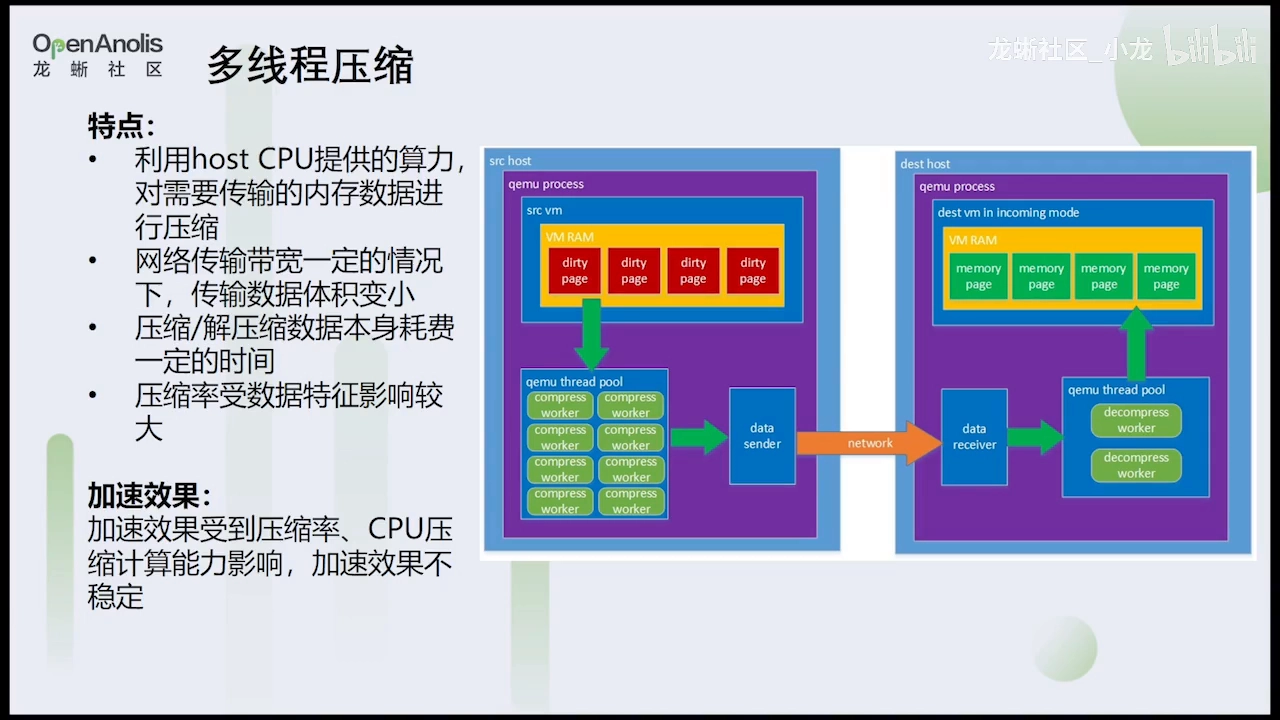 OpenAnolis
龙 蜥 社 区
多线程压缩
龙蜥社区_小龙 bilibili
特点：
• 利用host CPU提供的算力，
对需要传输的内存数据进
行压缩
• 网络传输带宽一定的情况
下，传输数据体积变小
• 压缩/解压缩数据本身耗费
一定的时间
• 压缩率受数据特征影响较
大
加速效果：
加速效果受到压缩率、CPU压
缩计算能力影响，加速效果不
稳定
src host
qemu process
src vm
VM RAM
dirty
page
dirty
page
dirty
page
dirty
page
qemu thread pool
compress
worker
compress
worker
compress
worker
compress
worker
compress
worker
compress
worker
compress
worker
compress
worker
data
sender
network
dest host
qemu process
dest vm in incoming mode
VM RAM
memory
page
memory
page
memory
page
memory
page
data
receiver
qemu thread pool
decompress
worker
decompress
worker